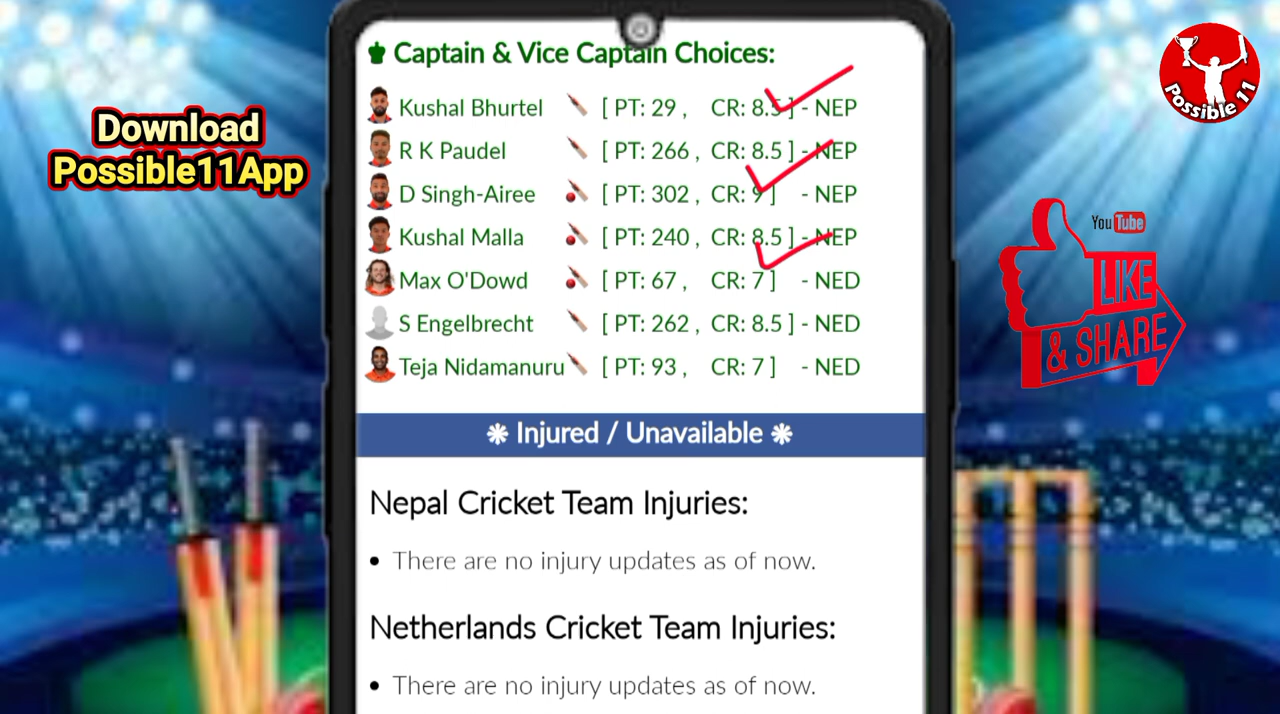 Captain & Vice Captain Choices:
Kushal Bhurtel [ PT: 29 , CR: 8.5 ] - NEP
R K Paudel [ PT: 266 , CR: 8.5 ] - NEP
D Singh-Airee [ PT: 302 , CR: 9 ] - NEP
Kushal Malla [ PT: 240 , CR: 8.5 ] - NEP
Max O'Dowd [ PT: 67 , CR: 7 ] - NED
S Engelbrecht [ PT: 262 , CR: 8.5 ] - NED
Teja Nidamanuru [ PT: 93 , CR: 7 ] - NED
Injured / Unavailable
Nepal Cricket Team Injuries:
• There are no injury updates as of now.
Netherlands Cricket Team Injuries:
• There are no injury updates as of now.
Download
Possible11App
Possible 11
YouTube
LIKE
& SHARE